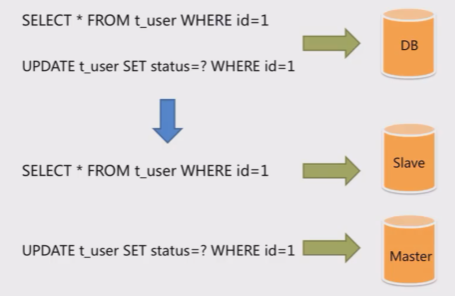 SELECT * FROM t_user WHERE id=1
DB
UPDATE t_user SET status=? WHERE id=1
SELECT * FROM t_user WHERE id=1
Slave
UPDATE t_user SET status=? WHERE id=1
Master